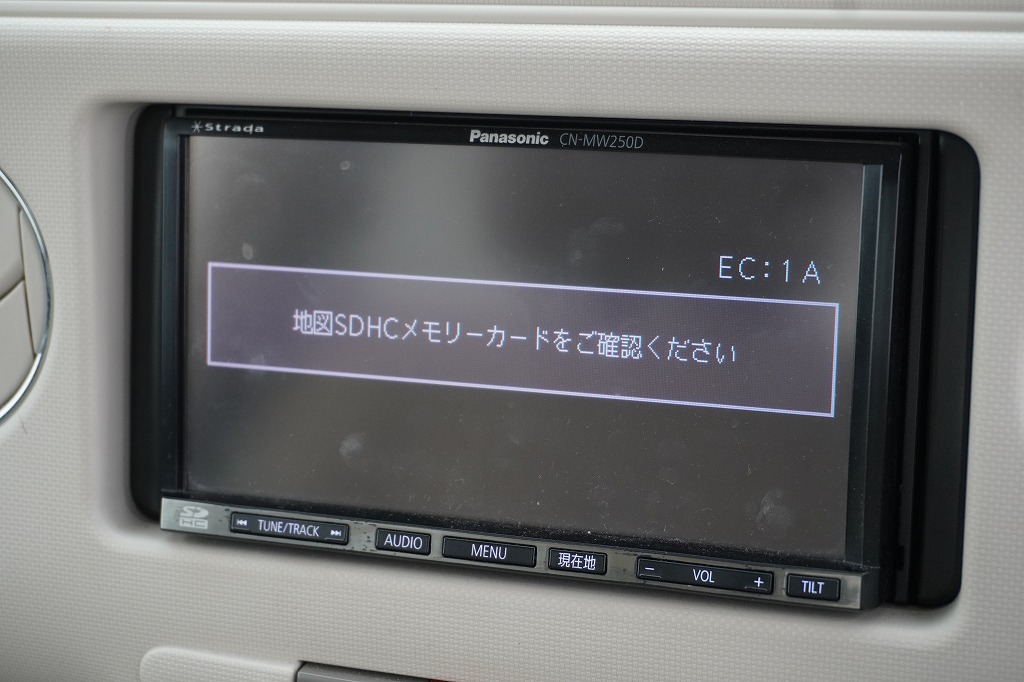 Strada
Panasonic CN-MW250D
EC:1A
地図SDHCメモリーカードをご確認ください
SD HC
TUNE/TRACK
AUDIO
MENU
現在地
− VOL +
TILT